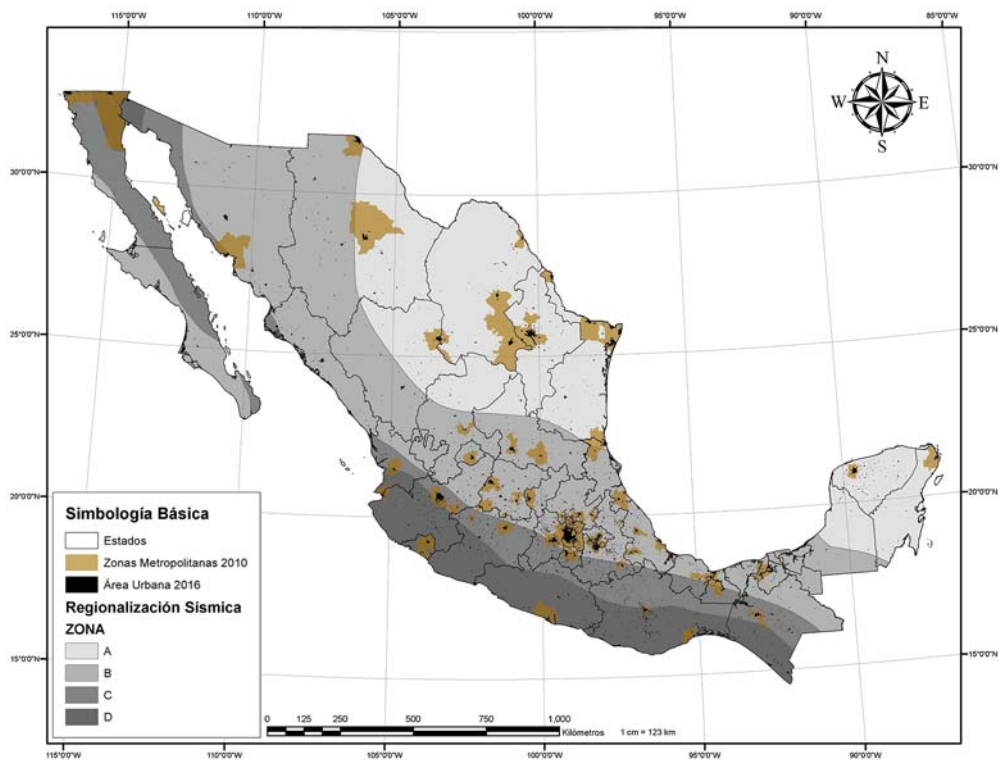 115°0'0"W 110°0'0"W 105°0'0"W 100°0'0"W 95°0'0"W 90°0'0"W 85°0'0"W
N
W E
S
30°0'0"N 30°0'0"N
25°0'0"N 25°0'0"N
20°0'0"N 20°0'0"N
15°0'0"N 15°0'0"N
Simbología Básica
Estados
Zonas Metropolitanas 2010
Área Urbana 2016
Regionalización Sísmica
ZONA
A
B
C
D
0 125 250 500 750 1,000
Kilómetros 1 cm = 123 km
115°0'0"W 110°0'0"W 105°0'0"W 100°0'0"W 95°0'0"W 90°0'0"W